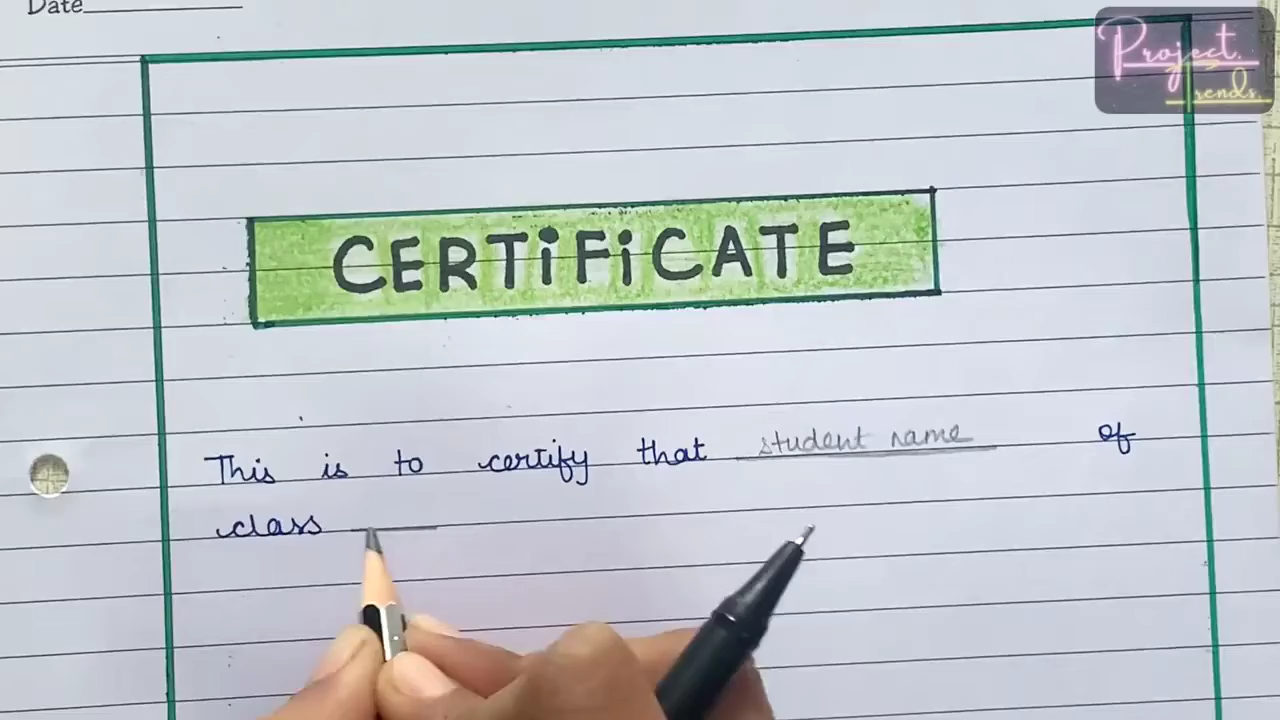 Date
Project.
Trends.
CERTiFiCATE
This is to certify that student name of
class